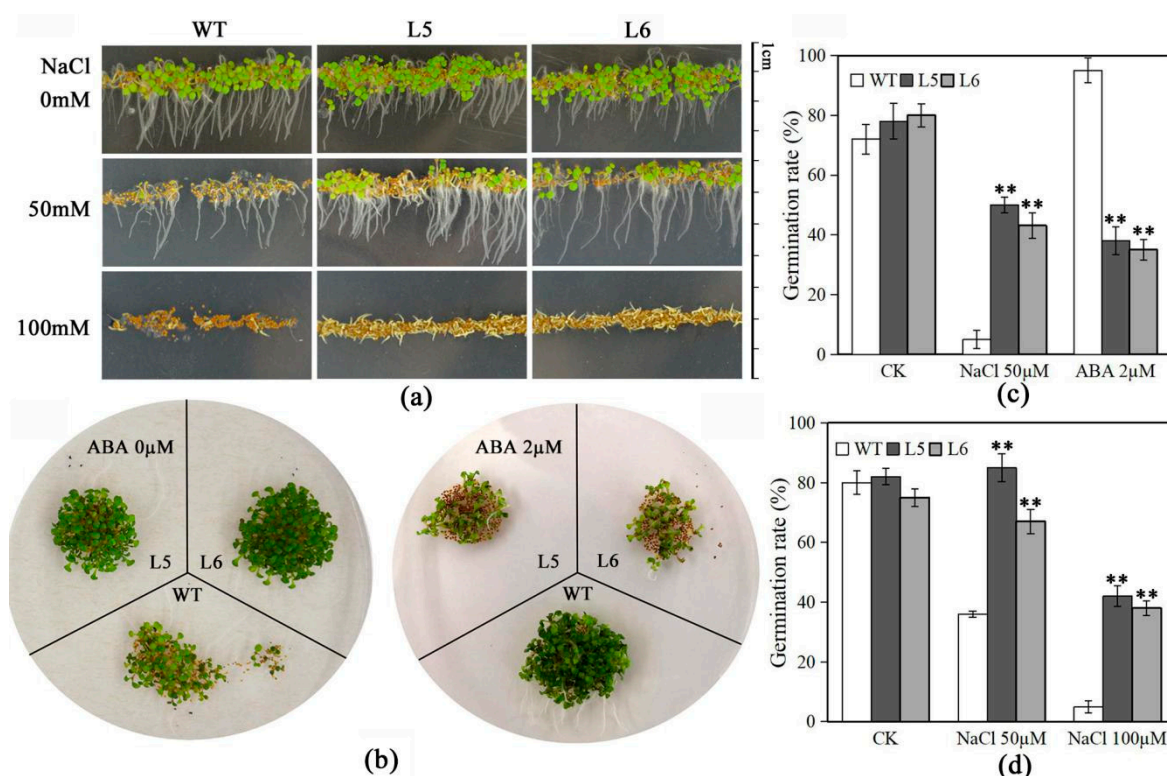 WT L5 L6
NaCl
0mM
50mM
100mM
1cm
(a)
ABA 0μM
L5 L6
WT
ABA 2μM
L5 L6
WT
(b)
WT L5 L6
Germination rate (%)
100
80
60
40
20
0
** ** ** **
CK NaCl 50μM ABA 2μM
(c)
WT L5 L6
Germination rate (%)
100
80
60
40
20
0
** ** ** **
CK NaCl 50μM NaCl 100μM
(d)